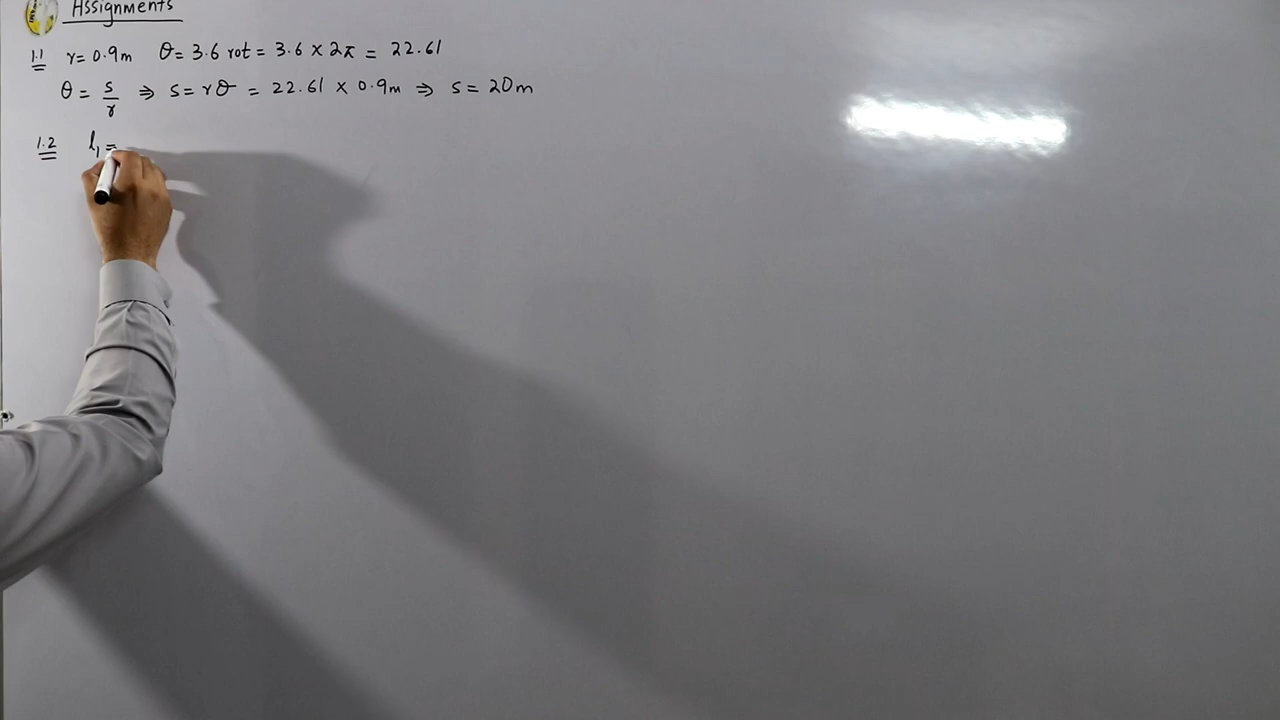 Assignments
1.1 r = 0.9m θ = 3.6 rot = 3.6 × 2π = 22.61
θ = s/r ⇒ s = rθ = 22.61 × 0.9m ⇒ s = 20m
1.2 l₁ =